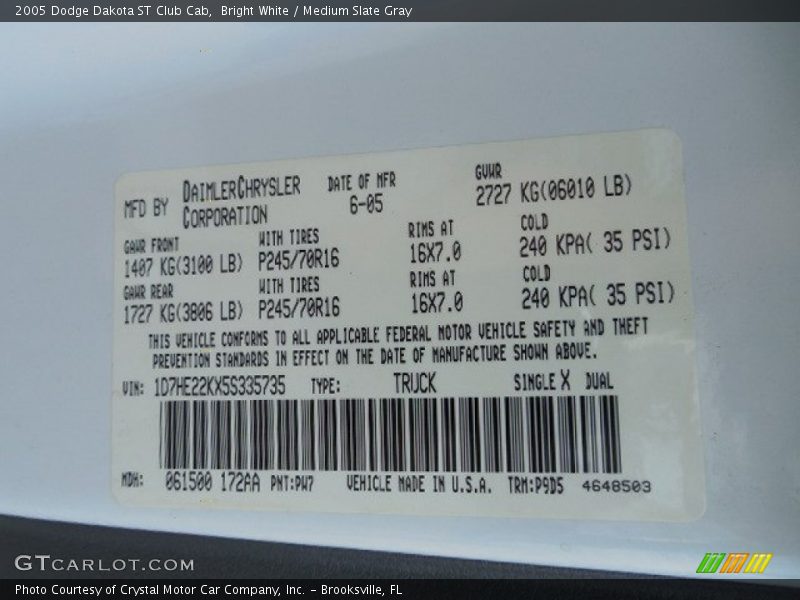 2005 Dodge Dakota ST Club Cab, Bright White / Medium Slate Gray
MFD BY DAIMLERCHRYSLER CORPORATION DATE OF MFR 6-05 GVWR 2727 KG(06010 LB)
GAWR FRONT WITH TIRES RIMS AT COLD
1407 KG(3100 LB) P245/70R16 16X7.0 240 KPA( 35 PSI)
GAWR REAR WITH TIRES RIMS AT COLD
1727 KG(3806 LB) P245/70R16 16X7.0 240 KPA( 35 PSI)
THIS VEHICLE CONFORMS TO ALL APPLICABLE FEDERAL MOTOR VEHICLE SAFETY AND THEFT
PREVENTION STANDARDS IN EFFECT ON THE DATE OF MANUFACTURE SHOWN ABOVE.
VIN: 1D7HE22KX5S335735 TYPE: TRUCK SINGLE X DUAL
MDH: 061500 172AA PNT:PW7 VEHICLE MADE IN U.S.A. TRM:P9D5 4648503
GTCARLOT.COM
Photo Courtesy of Crystal Motor Car Company, Inc. - Brooksville, FL